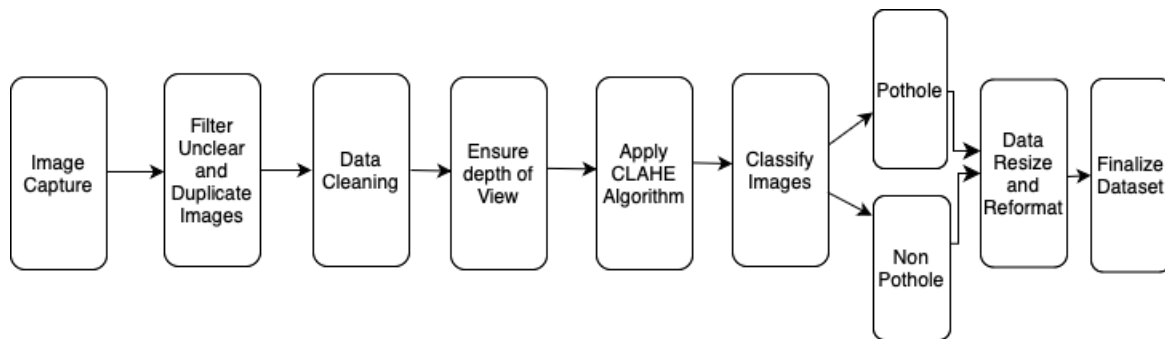 Image
Capture
Filter
Unclear
and
Duplicate
Images
Data
Cleaning
Ensure
depth of
View
Apply
CLAHE
Algorithm
Classify
Images
Pothole
Non
Pothole
Data
Resize
and
Reformat
Finalize
Dataset